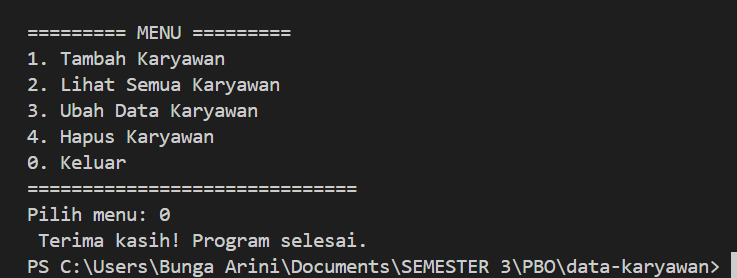 ========= MENU =========
1. Tambah Karyawan
2. Lihat Semua Karyawan
3. Ubah Data Karyawan
4. Hapus Karyawan
0. Keluar
==============================
Pilih menu: 0
 Terima kasih! Program selesai.
PS C:\Users\Bunga Arini\Documents\SEMESTER 3\PBO\data-karyawan>